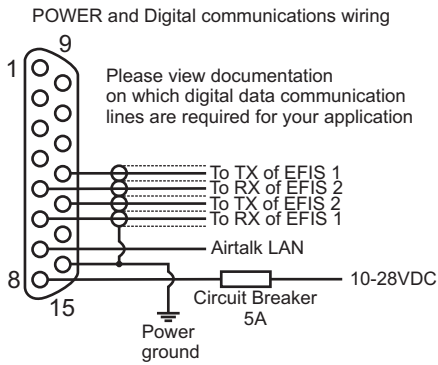 POWER and Digital communications wiring
9
1
Please view documentation
on which digital data communication
lines are required for your application
To TX of EFIS 1
To RX of EFIS 2
To TX of EFIS 2
To RX of EFIS 1
Airtalk LAN
8
15
10-28VDC
Circuit Breaker
5A
Power
ground